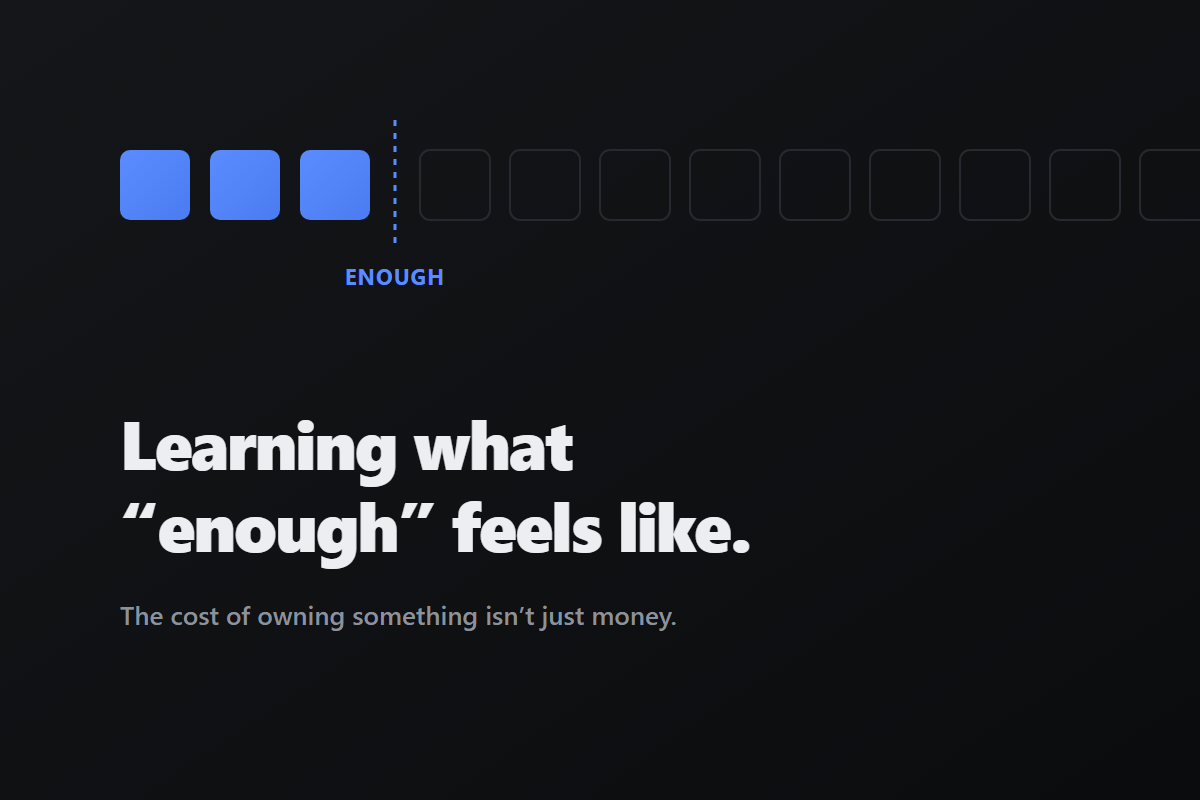 ENOUGH
Learning what
“enough” feels like.
The cost of owning something isn’t just money.